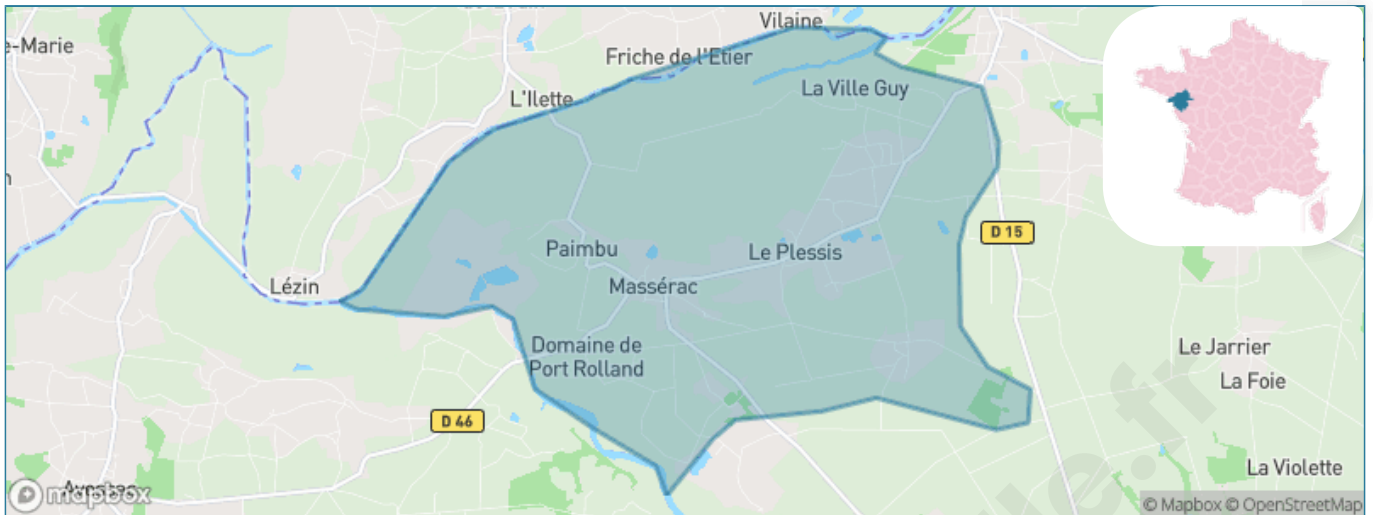 Vilaine
e-Marie
Friche de l'Etier
L'Ilette
La Ville Guy
D 15
Paimbu
Le Plessis
Lézin
Massérac
Domaine de
Port Rolland
Le Jarrier
La Foie
D 46
La Violette
mapbox
© Mapbox © OpenStreetMap